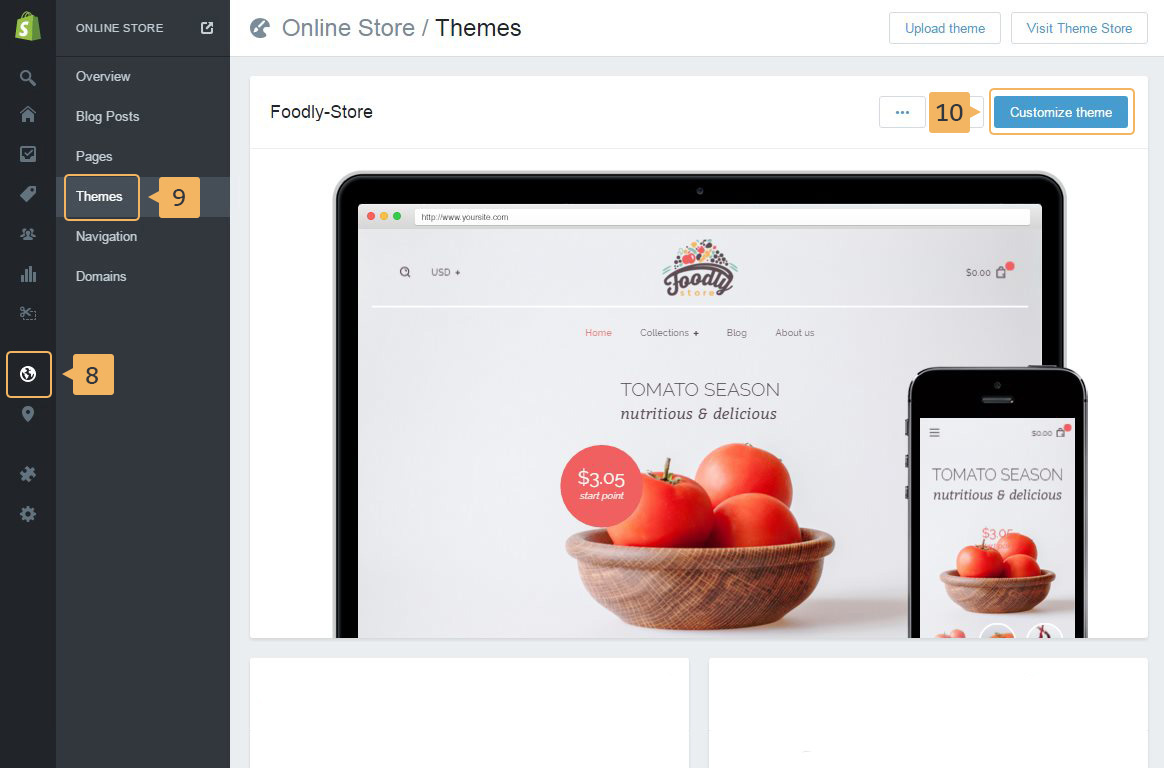 ONLINE STORE
Online Store / Themes
Upload theme
Visit Theme Store
Overview
Blog Posts
Pages
Themes
9
Navigation
Domains
8
Foodly-Store
•••
10
Customize theme
http://www.yoursite.com
USD +
Foodly
store
$0.00
Home
Collections +
Blog
About us
TOMATO SEASON
nutritious & delicious
$3.05
start point
$0.00
TOMATO SEASON
nutritious & delicious
$3.05